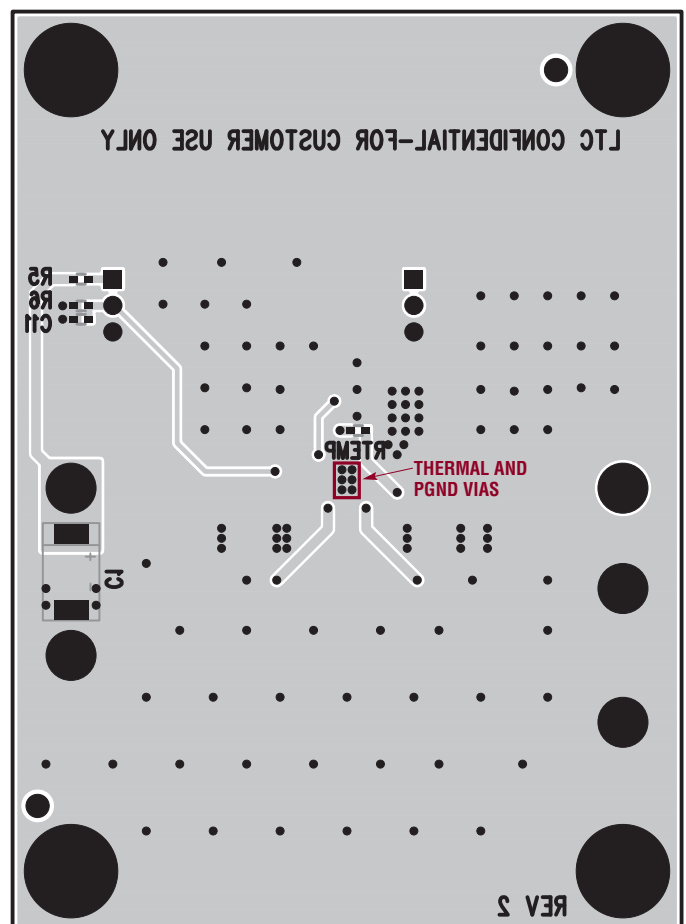 LTC CONFIDENTIAL-FOR CUSTOMER USE ONLY
R5
R6
C11
RTEMP
THERMAL AND
PGND VIAS
+
C1
REV 2